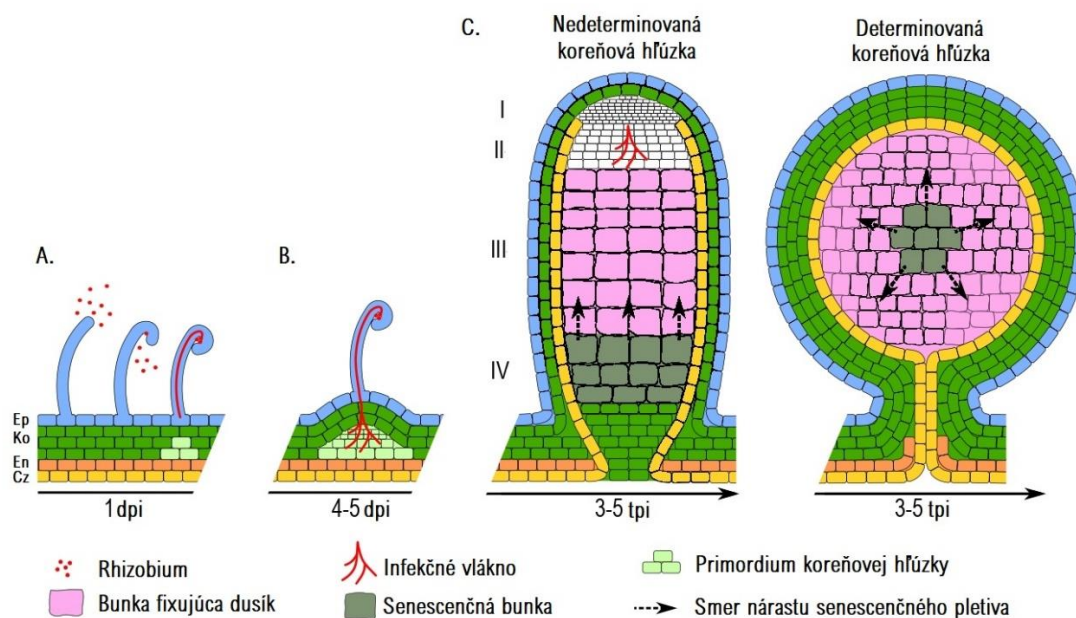 C.
Nedeterminovaná
koreňová hľúzka
Determinovaná
koreňová hľúzka
I
II
III
IV
A.
B.
Ep
Ko
En
Cz
1 dpi
4-5 dpi
3-5 tpi
3-5 tpi
Rhizobium
Infekčné vlákno
Primordium koreňovej hľúzky
Bunka fixujúca dusík
Senescenčná bunka
Smer nárastu senescenčného pletiva